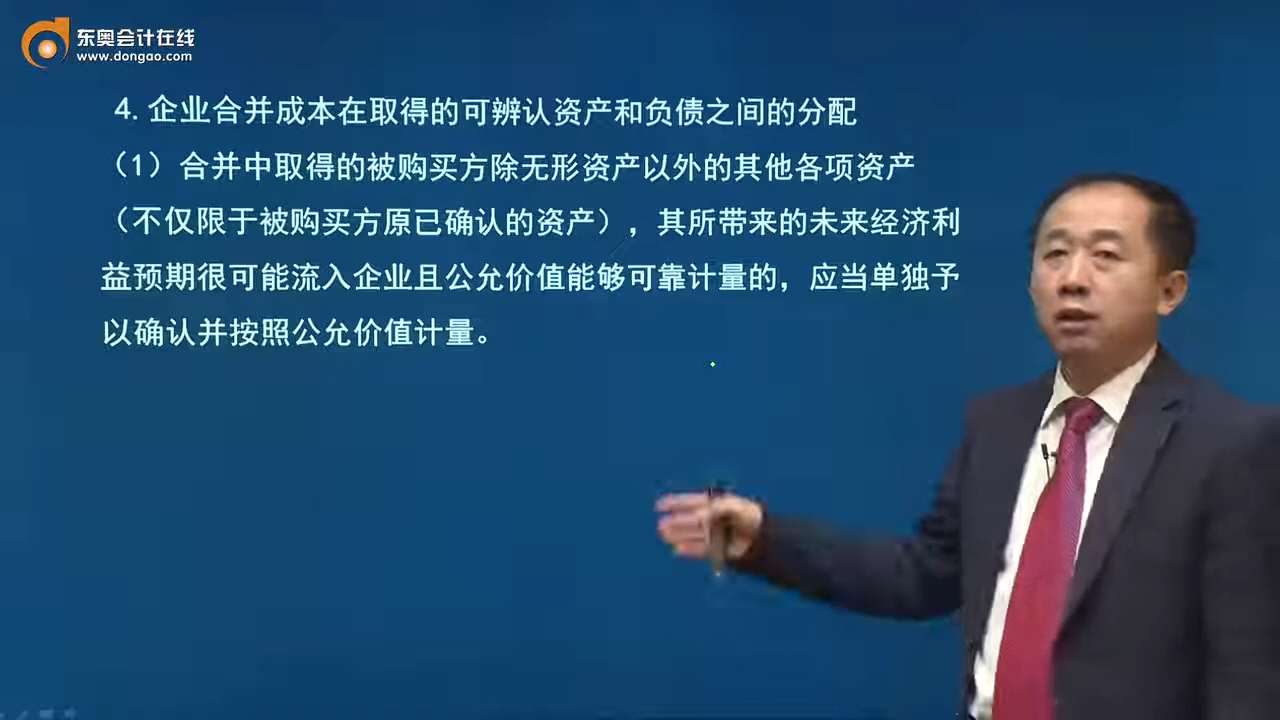 东奥会计在线
www.dongao.com
4. 企业合并成本在取得的可辨认资产和负债之间的分配
（1）合并中取得的被购买方除无形资产以外的其他各项资产
（不仅限于被购买方原已确认的资产），其所带来的未来经济利
益预期很可能流入企业且公允价值能够可靠计量的，应当单独予
以确认并按照公允价值计量。